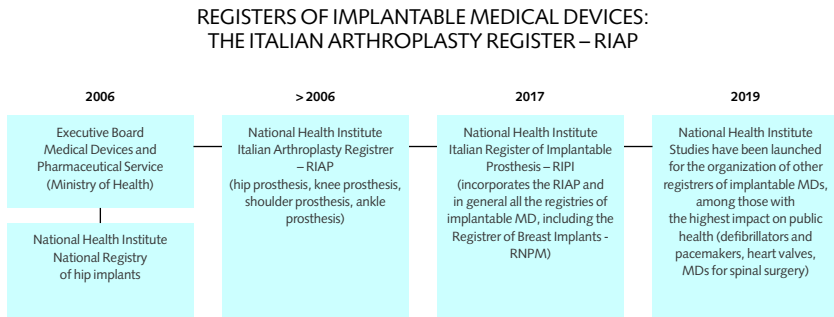 REGISTERS OF IMPLANTABLE MEDICAL DEVICES:
THE ITALIAN ARTHROPLASTY REGISTER – RIAP
2006
Executive Board
Medical Devices and
Pharmaceutical Service
(Ministry of Health)
National Health Institute
National Registry
of hip implants
> 2006
National Health Institute
Italian Arthroplasty Registrer
– RIAP
(hip prosthesis, knee prosthesis,
shoulder prosthesis, ankle
prosthesis)
2017
National Health Institute
Italian Register of Implantable
Prosthesis – RIPI
(incorporates the RIAP and
in general all the registries of
implantable MD, including the
Registrer of Breast Implants -
RNPM)
2019
National Health Institute
Studies have been launched
for the organization of other
registrers of implantable MDs,
among those with
the highest impact on public
health (defibrillators and
pacemakers, heart valves,
MDs for spinal surgery)